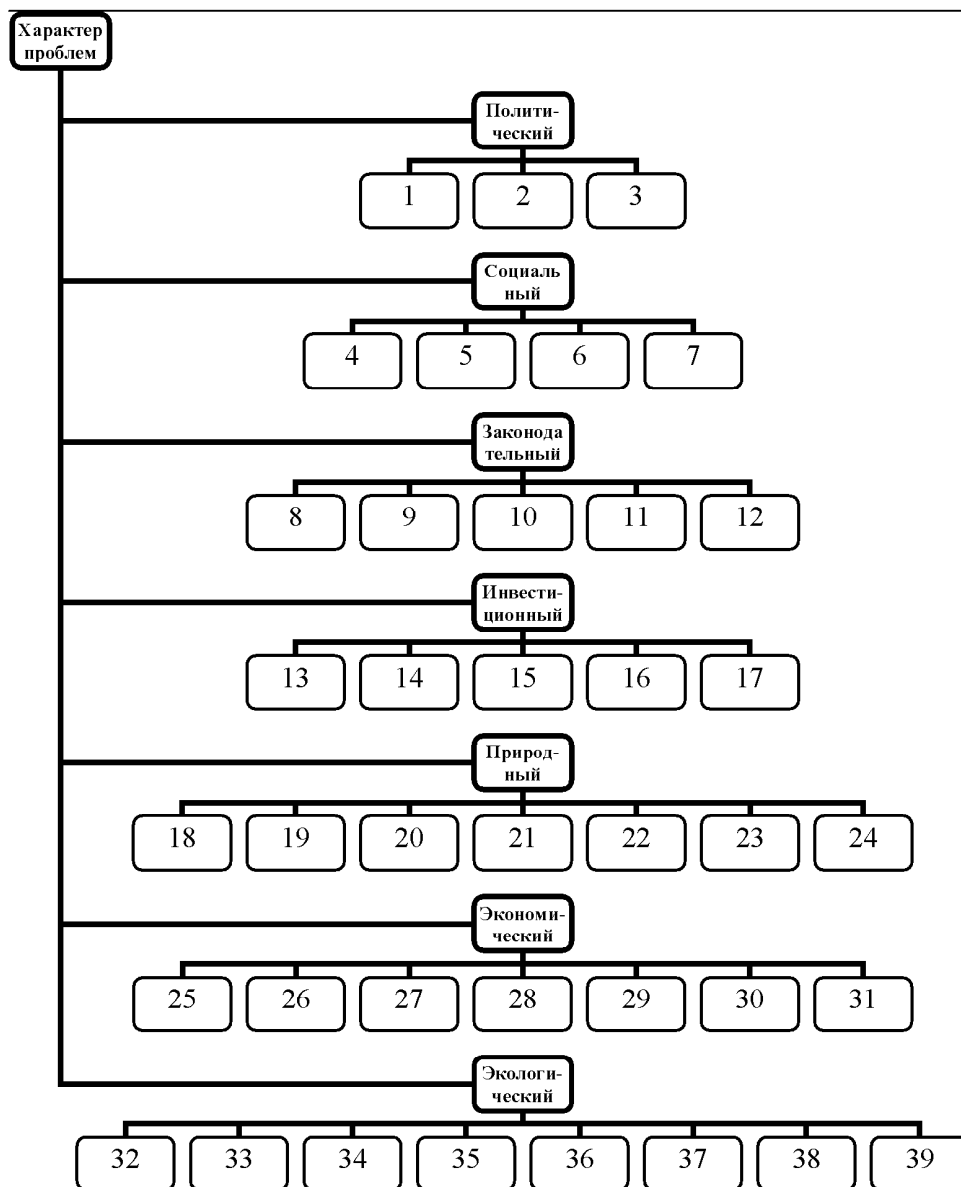 Характер
проблем
Полити-
ческий
1 2 3
Социаль
ный
4 5 6 7
Законода
тельный
8 9 10 11 12
Инвести-
ционный
13 14 15 16 17
Природ-
ный
18 19 20 21 22 23 24
Экономи-
ческий
25 26 27 28 29 30 31
Экологи-
ческий
32 33 34 35 36 37 38 39